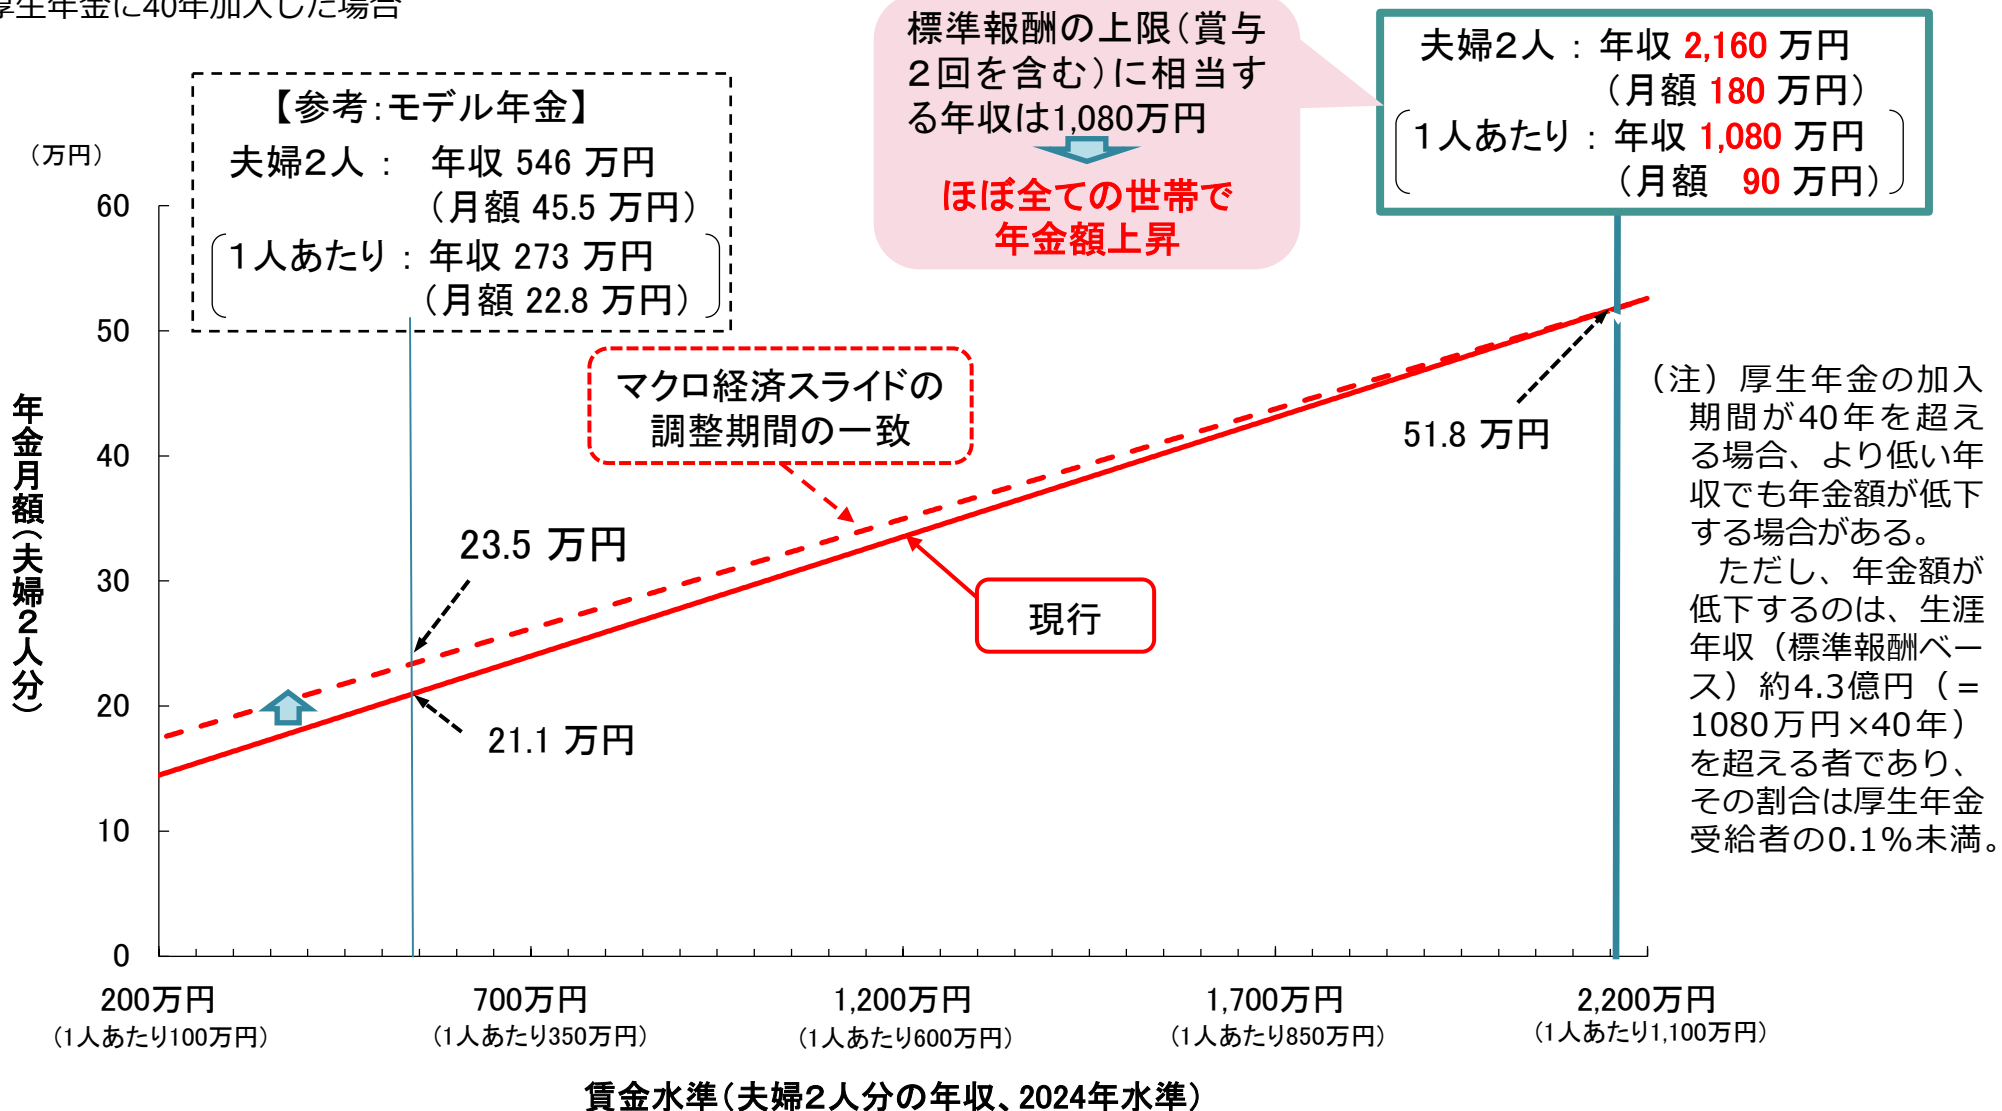 厚生年金に40年加入した場合
標準報酬の上限（賞与
２回を含む）に相当す
る年収は1,080万円
ほぼ全ての世帯で
年金額上昇
夫婦２人：年収 2,160 万円
（月額 180 万円）
１人あたり：年収 1,080 万円
（月額 90 万円）
【参考：モデル年金】
夫婦２人： 年収 546 万円
（月額 45.5 万円）
１人あたり：年収 273 万円
（月額 22.8 万円）
（万円）
60
50
40
30
20
10
0
年金月額（夫婦２人分）
マクロ経済スライドの
調整期間の一致
現行
23.5 万円
21.1 万円
51.8 万円
（注）厚生年金の加入
期間が40年を超え
る場合、より低い年
収でも年金額が低下
する場合がある。
ただし、年金額が
低下するのは、生涯
年収（標準報酬ベー
ス）約4.3億円（＝
1080万円×40年）
を超える者であり、
その割合は厚生年金
受給者の0.1%未満。
200万円
700万円
1,200万円
1,700万円
2,200万円
（1人あたり100万円）
（1人あたり350万円）
（1人あたり600万円）
（1人あたり850万円）
（1人あたり1,100万円）
賃金水準（夫婦２人分の年収、2024年水準）